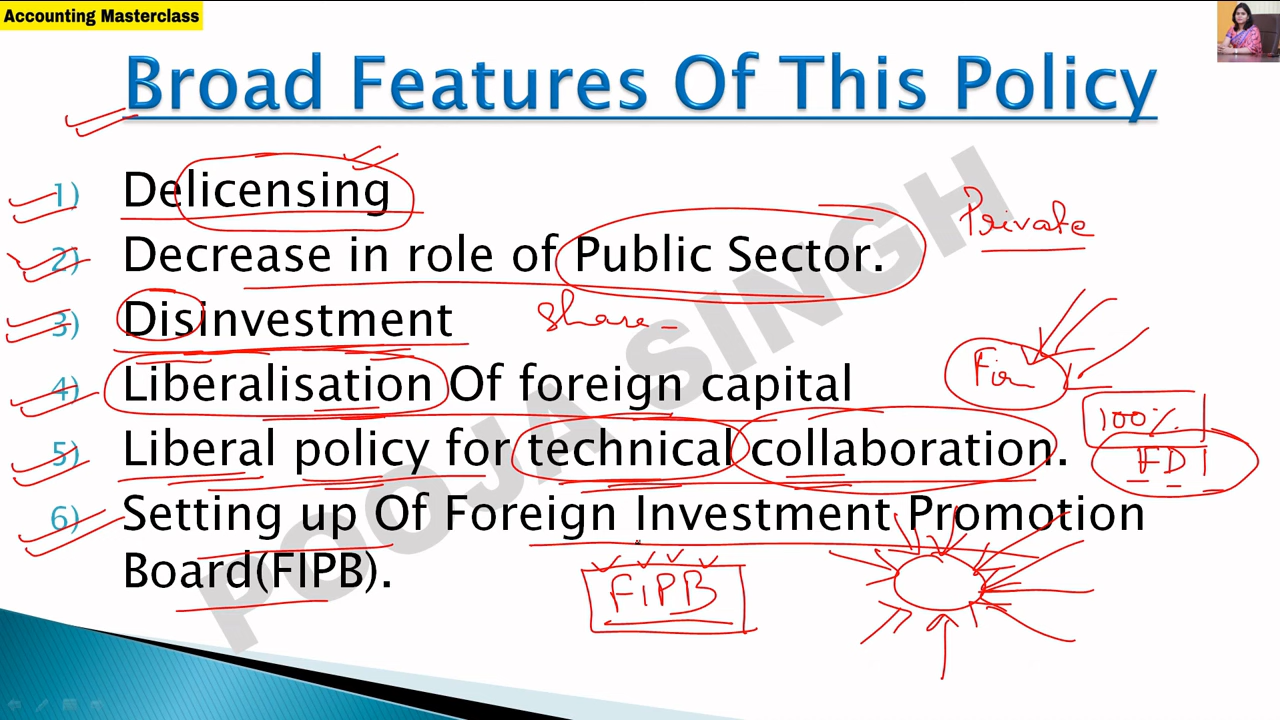 Accounting Masterclass
Broad Features Of This Policy
1) Delicensing
Private
2) Decrease in role of Public Sector.
3) Disinvestment
Share
4) Liberalisation Of foreign capital
100%
5) Liberal policy for technical collaboration.
FDI
6) Setting up Of Foreign Investment Promotion
Board(FIPB).
FIPB
POOJA SINGH